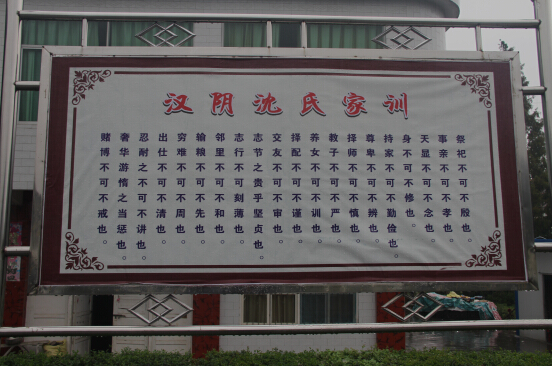 汉阴沈氏家训
祭祀不可不殷也。
事亲不可不孝也。
天显不可不念也。
身不可不修也。
持家不可不勤俭也。
尊卑不可不辨也。
择师不可不慎也。
教子不可不严也。
养女不可不训也。
择配不可不谨也。
交友不可不审也。
志节之贵乎坚贞也。
志行不可刻薄也。
邻里不可不和也。
输粮不可不先也。
穷难不可不周也。
出仕不可不清也。
忍耐之不可不讲也。
奢华游惰之当惩也。
赌博不可不戒也。